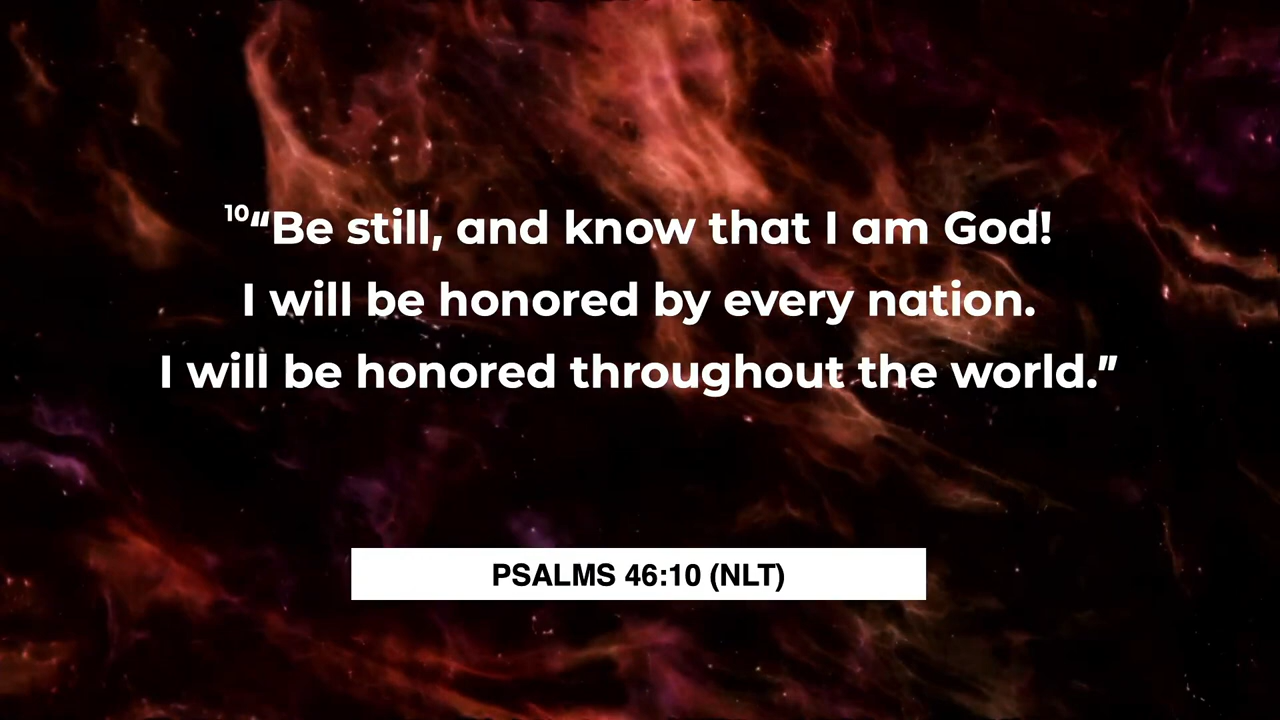 10“Be still, and know that I am God!
I will be honored by every nation.
I will be honored throughout the world.”
PSALMS 46:10 (NLT)